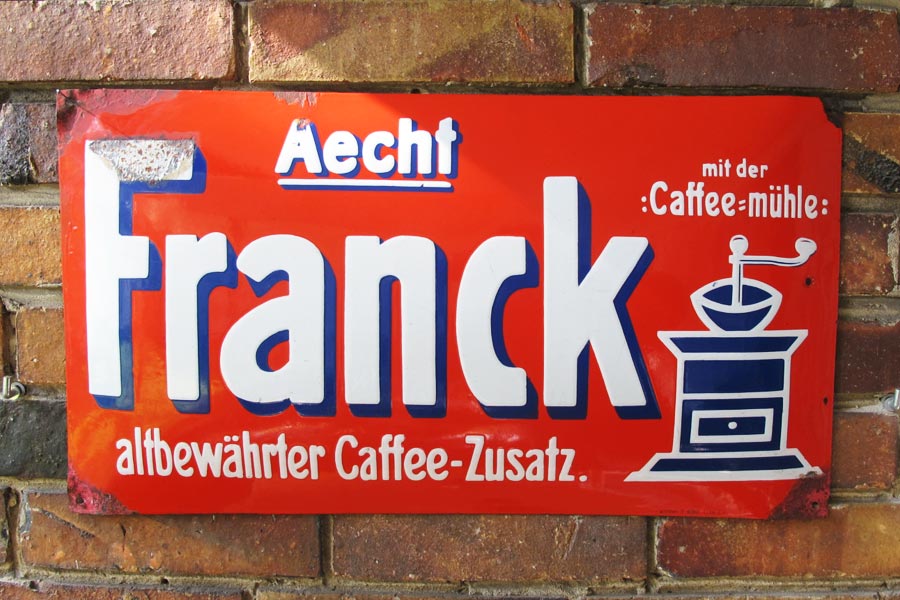 Aecht
Franck
mit der
:Caffee=mühle:
altbewährter Caffee-Zusatz.